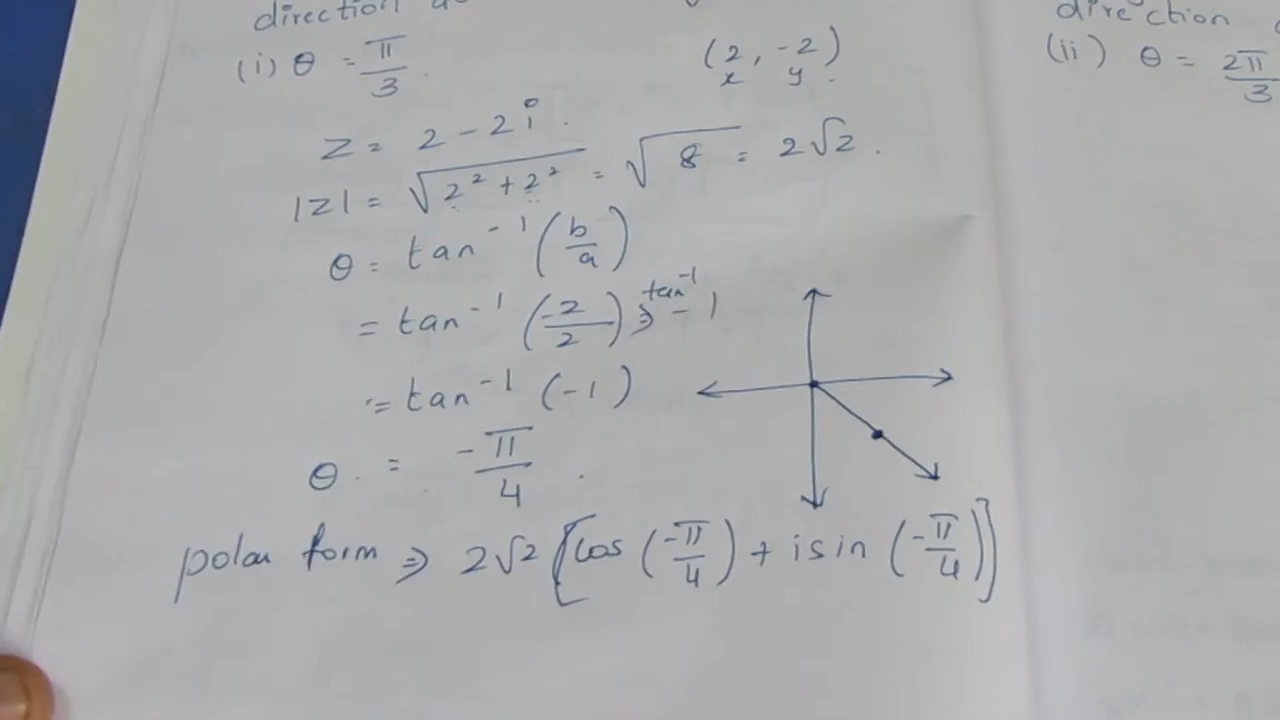 direction
(i) θ = π/3
(2, -2)
x y
z = 2 - 2i.
|z| = √(2² + 2²) = √8 = 2√2.
θ = tan⁻¹ (b/a)
= tan⁻¹ (-2/2) ⇒ tan⁻¹ - 1
= tan⁻¹ (-1)
θ = -π/4.
polar form ⇒ 2√2 [cos (-π/4) + i sin (-π/4)]
direction
(ii) θ = 2π/3